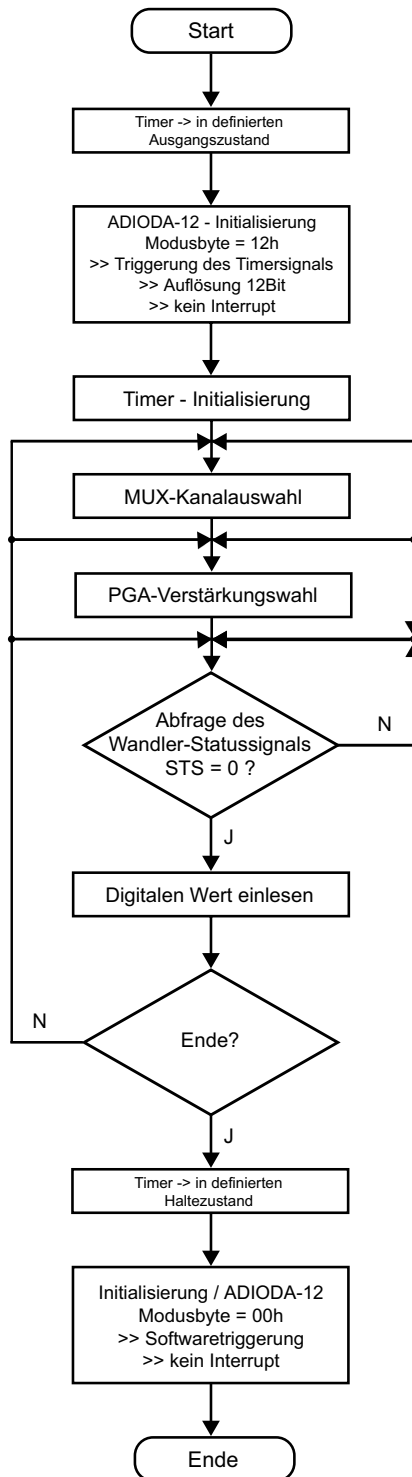 Start
Timer -> in definierten
Ausgangszustand
ADIODA-12 - Initialisierung
Modusbyte = 12h
>> Triggerung des Timersignals
>> Auflösung 12Bit
>> kein Interrupt
Timer - Initialisierung
MUX-Kanalauswahl
PGA-Verstärkungswahl
Abfrage des
Wandler-Statussignals
STS = 0 ?
N
J
Digitalen Wert einlesen
N
Ende?
J
Timer -> in definierten
Haltezustand
Initialisierung / ADIODA-12
Modusbyte = 00h
>> Softwaretriggerung
>> kein Interrupt
Ende